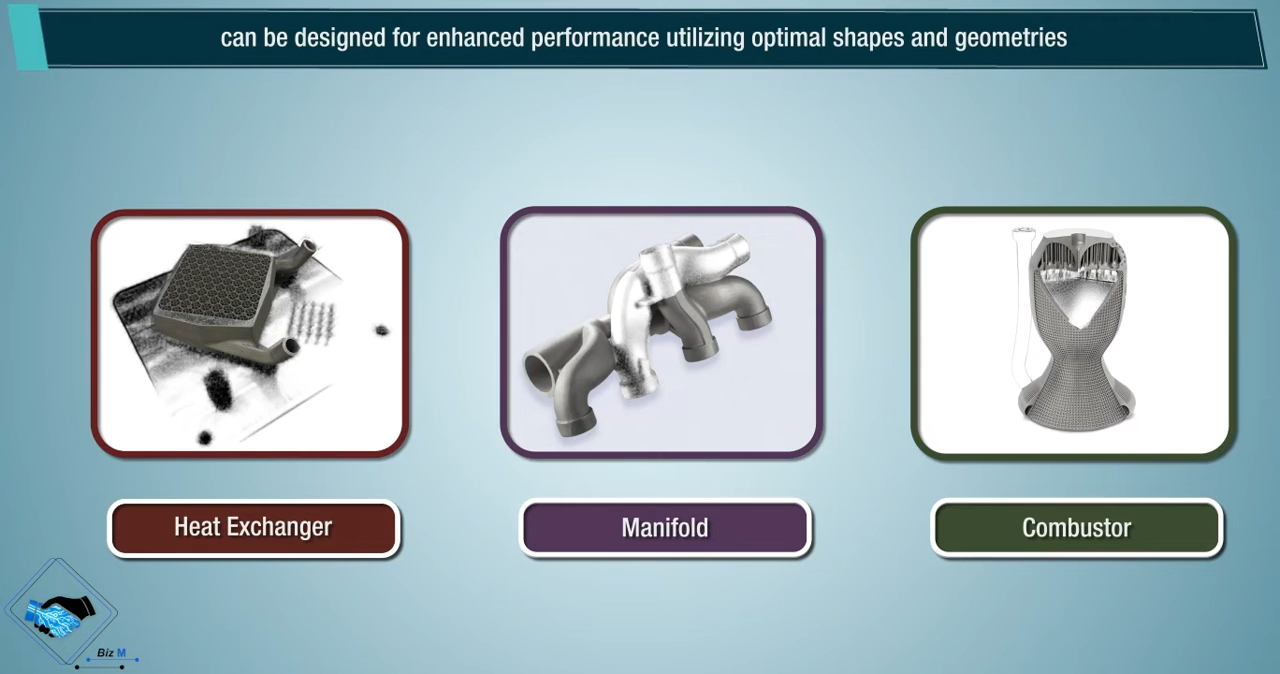 can be designed for enhanced performance utilizing optimal shapes and geometries
Heat Exchanger
Manifold
Combustor
Biz M